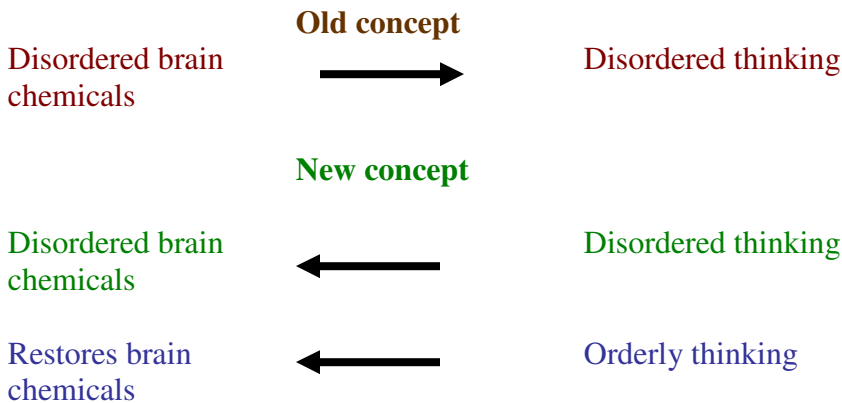 Old concept
Disordered brain chemicals
Disordered thinking
New concept
Disordered brain chemicals
Disordered thinking
Restores brain chemicals
Orderly thinking